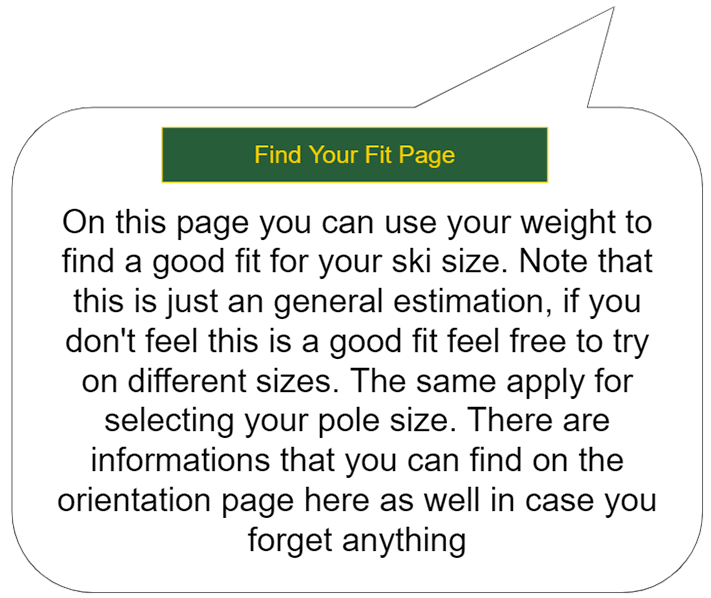 Find Your Fit Page
On this page you can use your weight to
find a good fit for your ski size. Note that
this is just an general estimation, if you
don't feel this is a good fit feel free to try
on different sizes. The same apply for
selecting your pole size. There are
informations that you can find on the
orientation page here as well in case you
forget anything